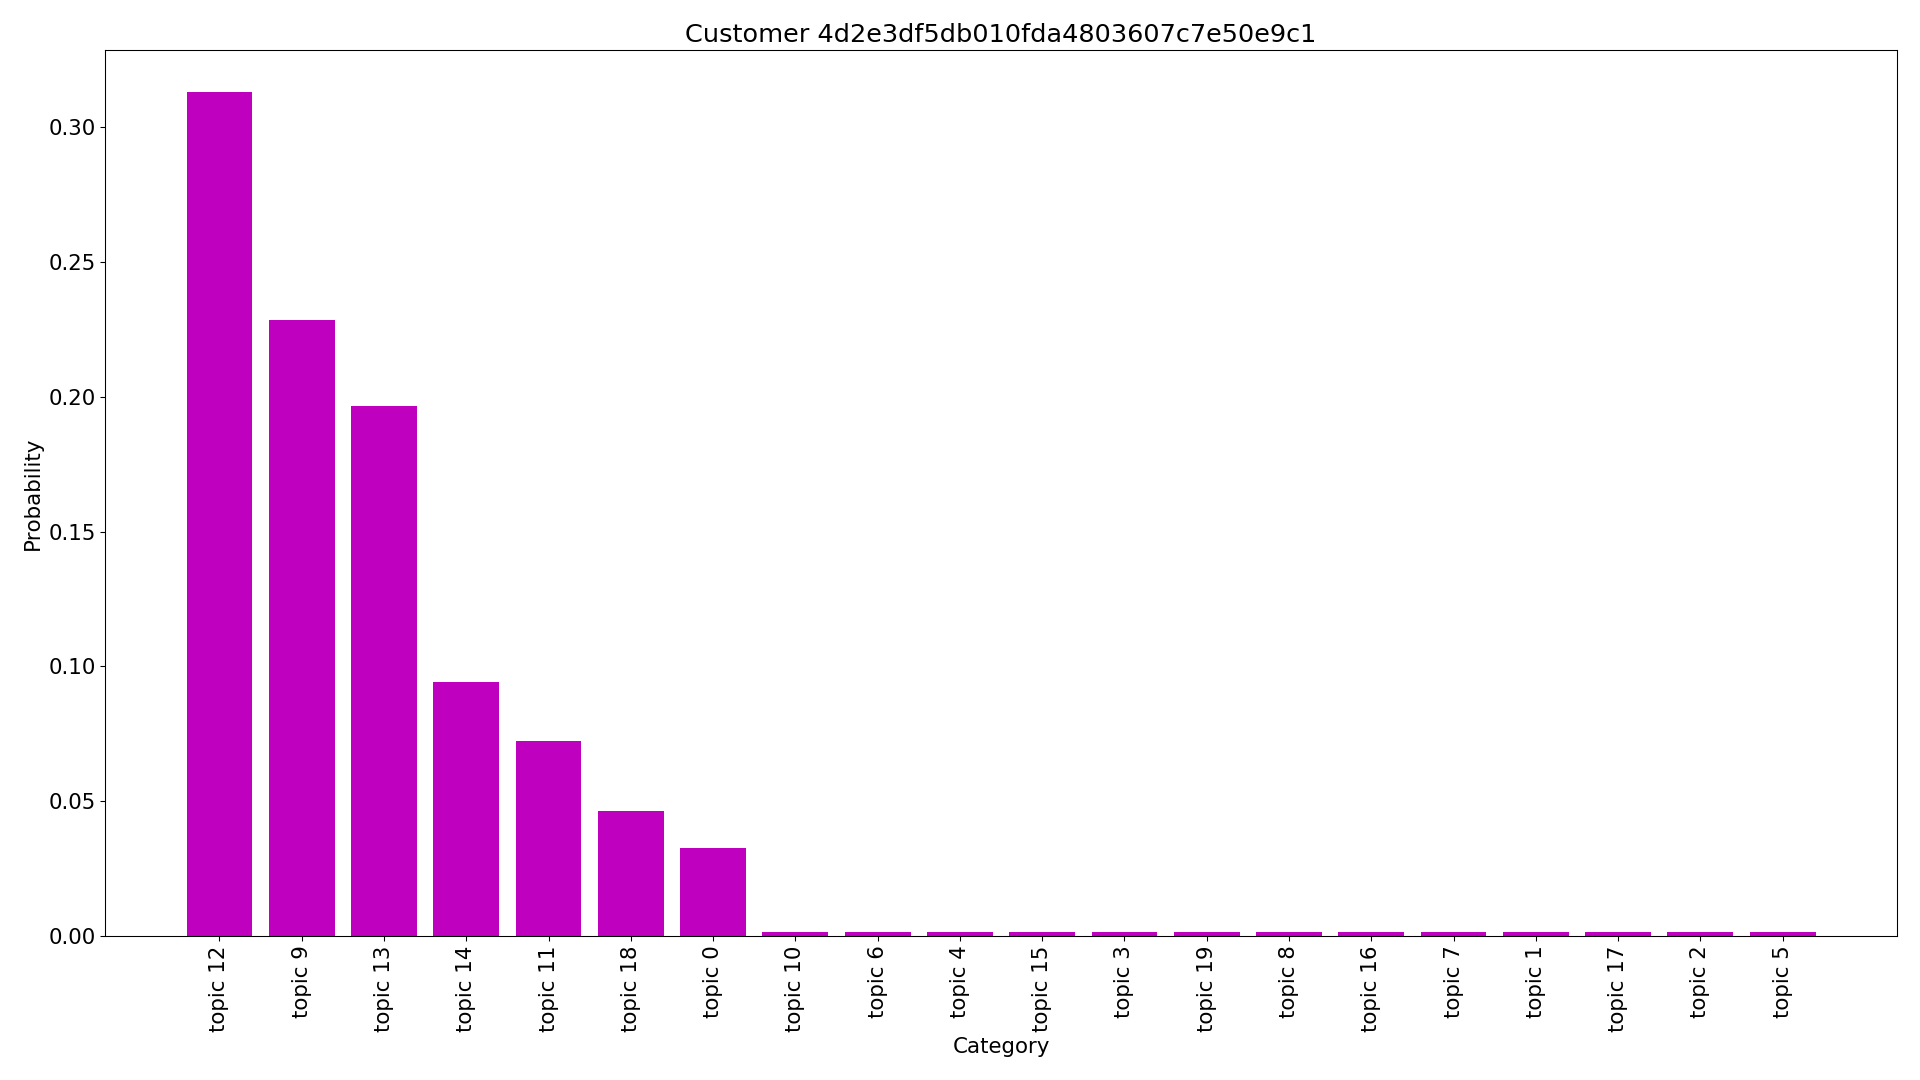 Customer 4d2e3df5db010fda4803607c7e50e9c1
Probability
0.30
0.25
0.20
0.15
0.10
0.05
0.00
topic 12
topic 9
topic 13
topic 14
topic 11
topic 18
topic 0
topic 10
topic 6
topic 4
topic 15
topic 3
topic 19
topic 8
topic 16
topic 7
topic 1
topic 17
topic 2
topic 5
Category